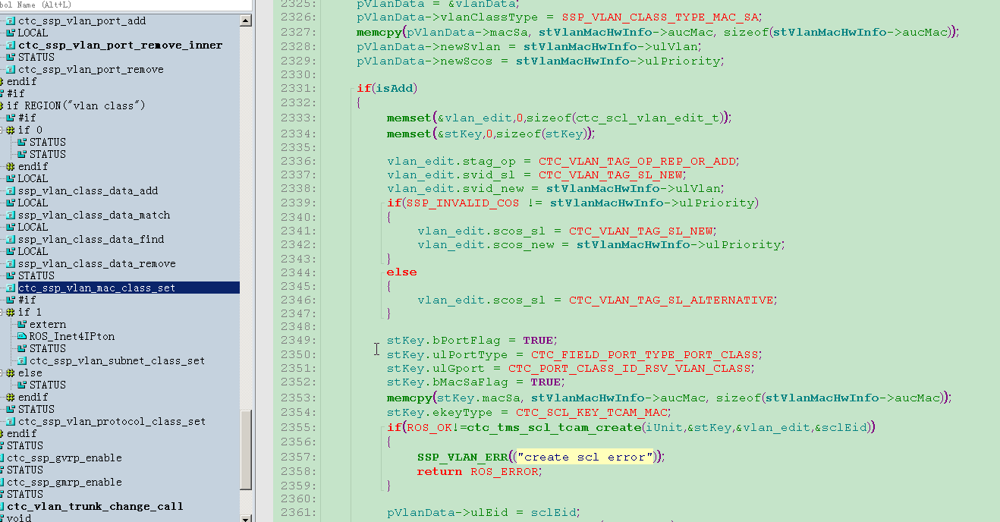 bol Name (Alt+L)
ctc_ssp_vlan_port_add
LOCAL
ctc_ssp_vlan_port_remove_inner
STATUS
ctc_ssp_vlan_port_remove
endif
#if
if REGION("vlan class")
#if
if 0
STATUS
STATUS
endif
LOCAL
ssp_vlan_class_data_add
LOCAL
ssp_vlan_class_data_match
LOCAL
ssp_vlan_class_data_find
LOCAL
ssp_vlan_class_data_remove
STATUS
ctc_ssp_vlan_mac_class_set
#if
if 1
extern
ROS_Inet4IPton
STATUS
ctc_ssp_vlan_subnet_class_set
else
STATUS
endif
STATUS
ctc_ssp_vlan_protocol_class_set
endif
STATUS
ctc_ssp_gvrp_enable
STATUS
ctc_ssp_gmrp_enable
STATUS
ctc_vlan_trunk_change_call
void
2325: pVlanData = &vlanData;
2326: pVlanData->vlanClassType = SSP_VLAN_CLASS_TYPE_MAC_SA;
2327: memcpy(pVlanData->macSa, stVlanMacHwInfo->aucMac, sizeof(stVlanMacHwInfo->aucMac));
2328: pVlanData->newSvlan = stVlanMacHwInfo->ulVlan;
2329: pVlanData->newScos = stVlanMacHwInfo->ulPriority;
2330:
2331: if(isAdd)
2332: {
2333: memset(&vlan_edit,0,sizeof(ctc_scl_vlan_edit_t));
2334: memset(&stKey,0,sizeof(stKey));
2335:
2336: vlan_edit.stag_op = CTC_VLAN_TAG_OP_REP_OR_ADD;
2337: vlan_edit.svid_sl = CTC_VLAN_TAG_SL_NEW;
2338: vlan_edit.svid_new = stVlanMacHwInfo->ulVlan;
2339: if(SSP_INVALID_COS != stVlanMacHwInfo->ulPriority)
2340: {
2341: vlan_edit.scos_sl = CTC_VLAN_TAG_SL_NEW;
2342: vlan_edit.scos_new = stVlanMacHwInfo->ulPriority;
2343: }
2344: else
2345: {
2346: vlan_edit.scos_sl = CTC_VLAN_TAG_SL_ALTERNATIVE;
2347: }
2348:
2349: stKey.bPortFlag = TRUE;
2350: stKey.ulPortType = CTC_FIELD_PORT_TYPE_PORT_CLASS;
2351: stKey.ulGport = CTC_PORT_CLASS_ID_RSV_VLAN_CLASS;
2352: stKey.bMacSaFlag = TRUE;
2353: memcpy(stKey.macSa, stVlanMacHwInfo->aucMac, sizeof(stVlanMacHwInfo->aucMac));
2354: stKey.ekeyType = CTC_SCL_KEY_TCAM_MAC;
2355: if(ROS_OK!=ctc_tms_scl_tcam_create(iUnit,&stKey,&vlan_edit,&sclEid))
2356: {
2357: SSP_VLAN_ERR(("create scl error"));
2358: return ROS_ERROR;
2359: }
2360:
2361: pVlanData->ulEid = sclEid;